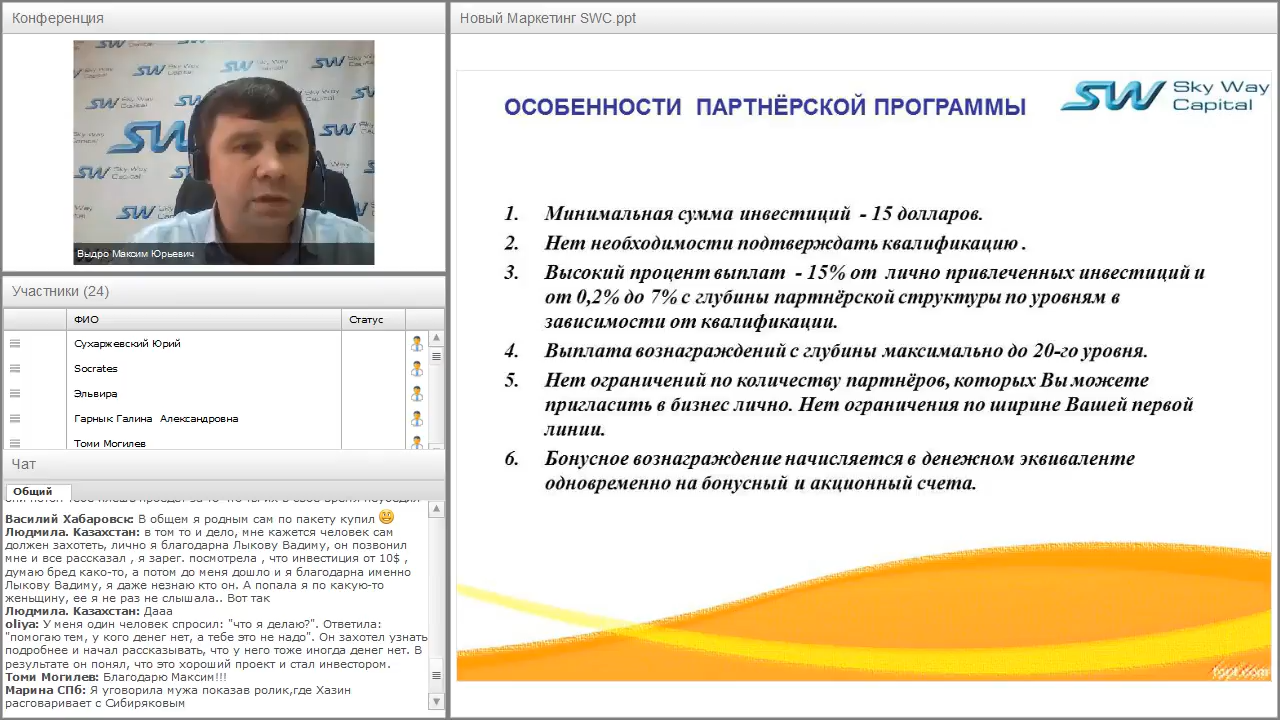 Конференция
Sky Way
Capital
SW
Sky Way
Capital
Выдро Максим Юрьевич
Участники (24)
ФИО
Статус
Сухаржевский Юрий
Socrates
Эльвира
Гарнык Галина Александровна
Томи Могилев
Чат
Общий
Василий Хабаровск: В общем я родным сам по пакету купил
Людмила. Казахстан: в том то и дело, мне кажется человек сам
должен захотеть, лично я благодарна Лыкову Вадиму, он позвонил
мне и все рассказал , я зарег. посмотрела , что инвестиция от 10$ ,
думаю бред како-то, а потом до меня дошло и я благодарна именно
Лыкову Вадиму, я даже незнаю кто он. А попала я по какую-то
женьщину, ее я не раз не слышала.. Вот так
Людмила. Казахстан: Дааа
oliya: У меня один человек спросил: "что я делаю?". Ответила:
"помогаю тем, у кого денег нет, а тебе это не надо". Он захотел узнать
подробнее и начал рассказывать, что у него тоже иногда денег нет. В
результате он понял, что это хороший проект и стал инвестором.
Томи Могилев: Благодарю Максим!!!
Марина СПб: Я уговорила мужа показав ролик,где Хазин
расговаривает с Сибиряковым
Новый Маркетинг SWC.ppt
ОСОБЕННОСТИ ПАРТНЁРСКОЙ ПРОГРАММЫ
SW Sky Way
Capital
1. Минимальная сумма инвестиций - 15 долларов.
2. Нет необходимости подтверждать квалификацию .
3. Высокий процент выплат - 15% от лично привлеченных инвестиций и
от 0,2% до 7% с глубины партнёрской структуры по уровням в
зависимости от квалификации.
4. Выплата вознаграждений с глубины максимально до 20-го уровня.
5. Нет ограничений по количеству партнёров, которых Вы можете
пригласить в бизнес лично. Нет ограничения по ширине Вашей первой
линии.
6. Бонусное вознаграждение начисляется в денежном эквиваленте
одновременно на бонусный и акционный счета.